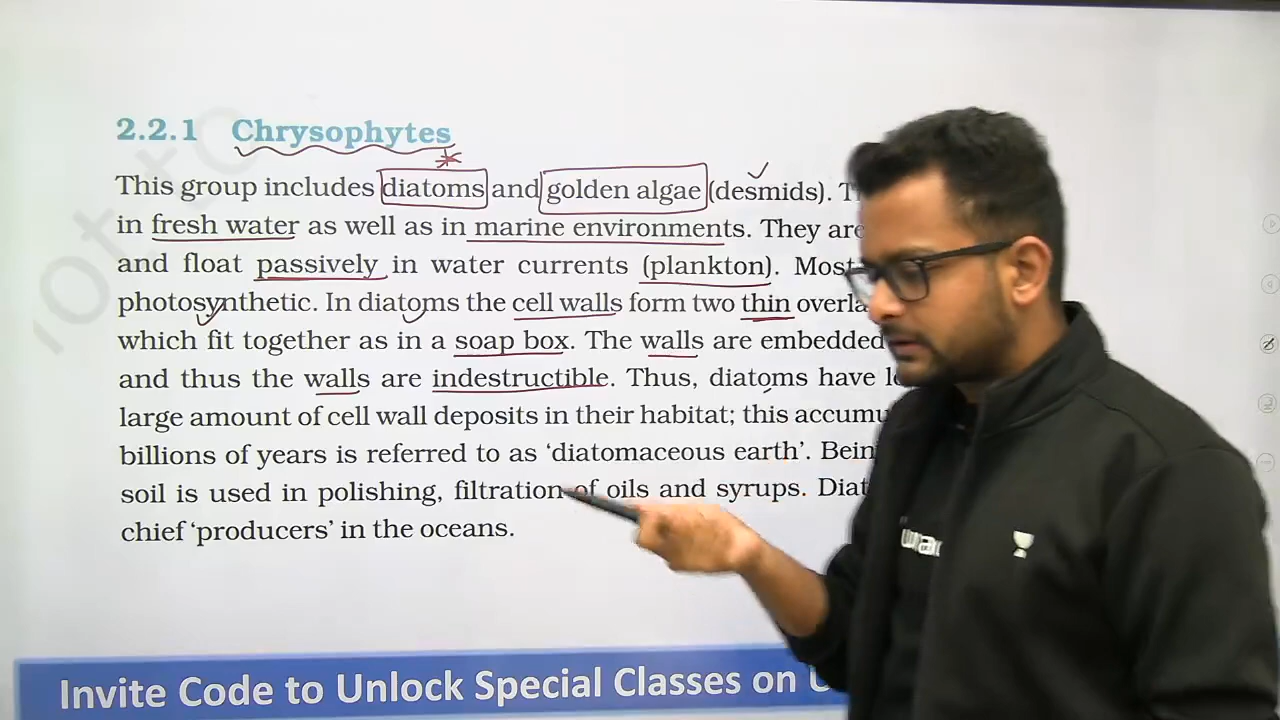 2.2.1 Chrysophytes
This group includes diatoms and golden algae (desmids).
in fresh water as well as in marine environments. They are
and float passively in water currents (plankton). Most
photosynthetic. In diatoms the cell walls form two thin
which fit together as in a soap box. The walls are embedded
and thus the walls are indestructible. Thus, diatoms have
large amount of cell wall deposits in their habitat; this
billions of years is referred to as ‘diatomaceous earth’.
soil is used in polishing, filtration of oils and syrups.
chief ‘producers’ in the oceans.
Invite Code to Unlock Special Classes on